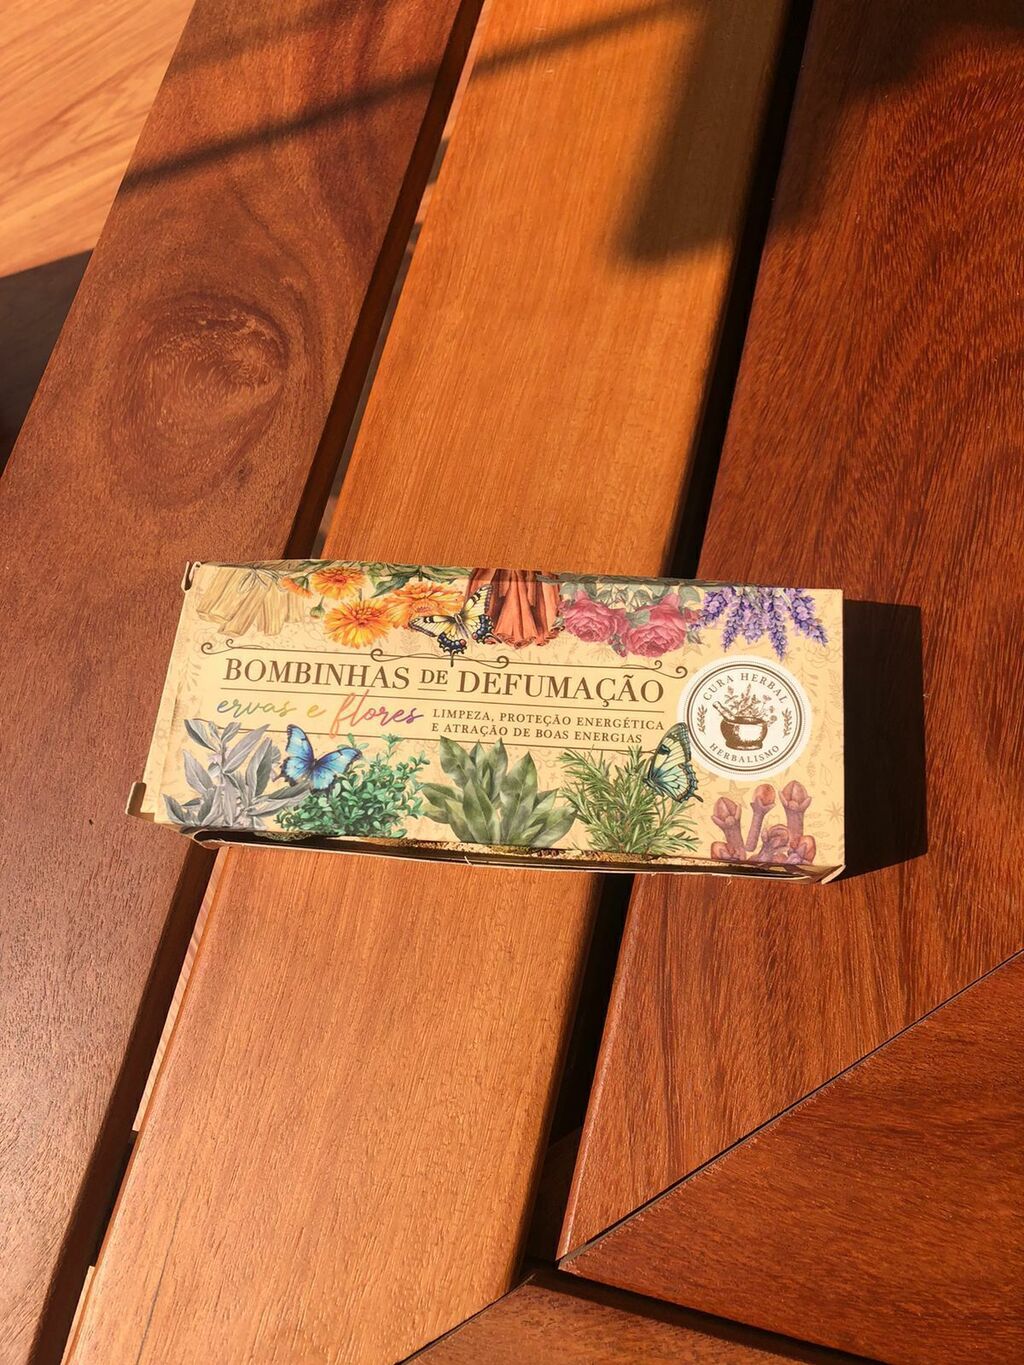 BOMBINHAS DE DEFUMAÇÃO
ervas e flores
LIMPEZA, PROTEÇÃO ENERGÉTICA
E ATRAÇÃO DE BOAS ENERGIAS
CURA HERBAL
HERBALISMO